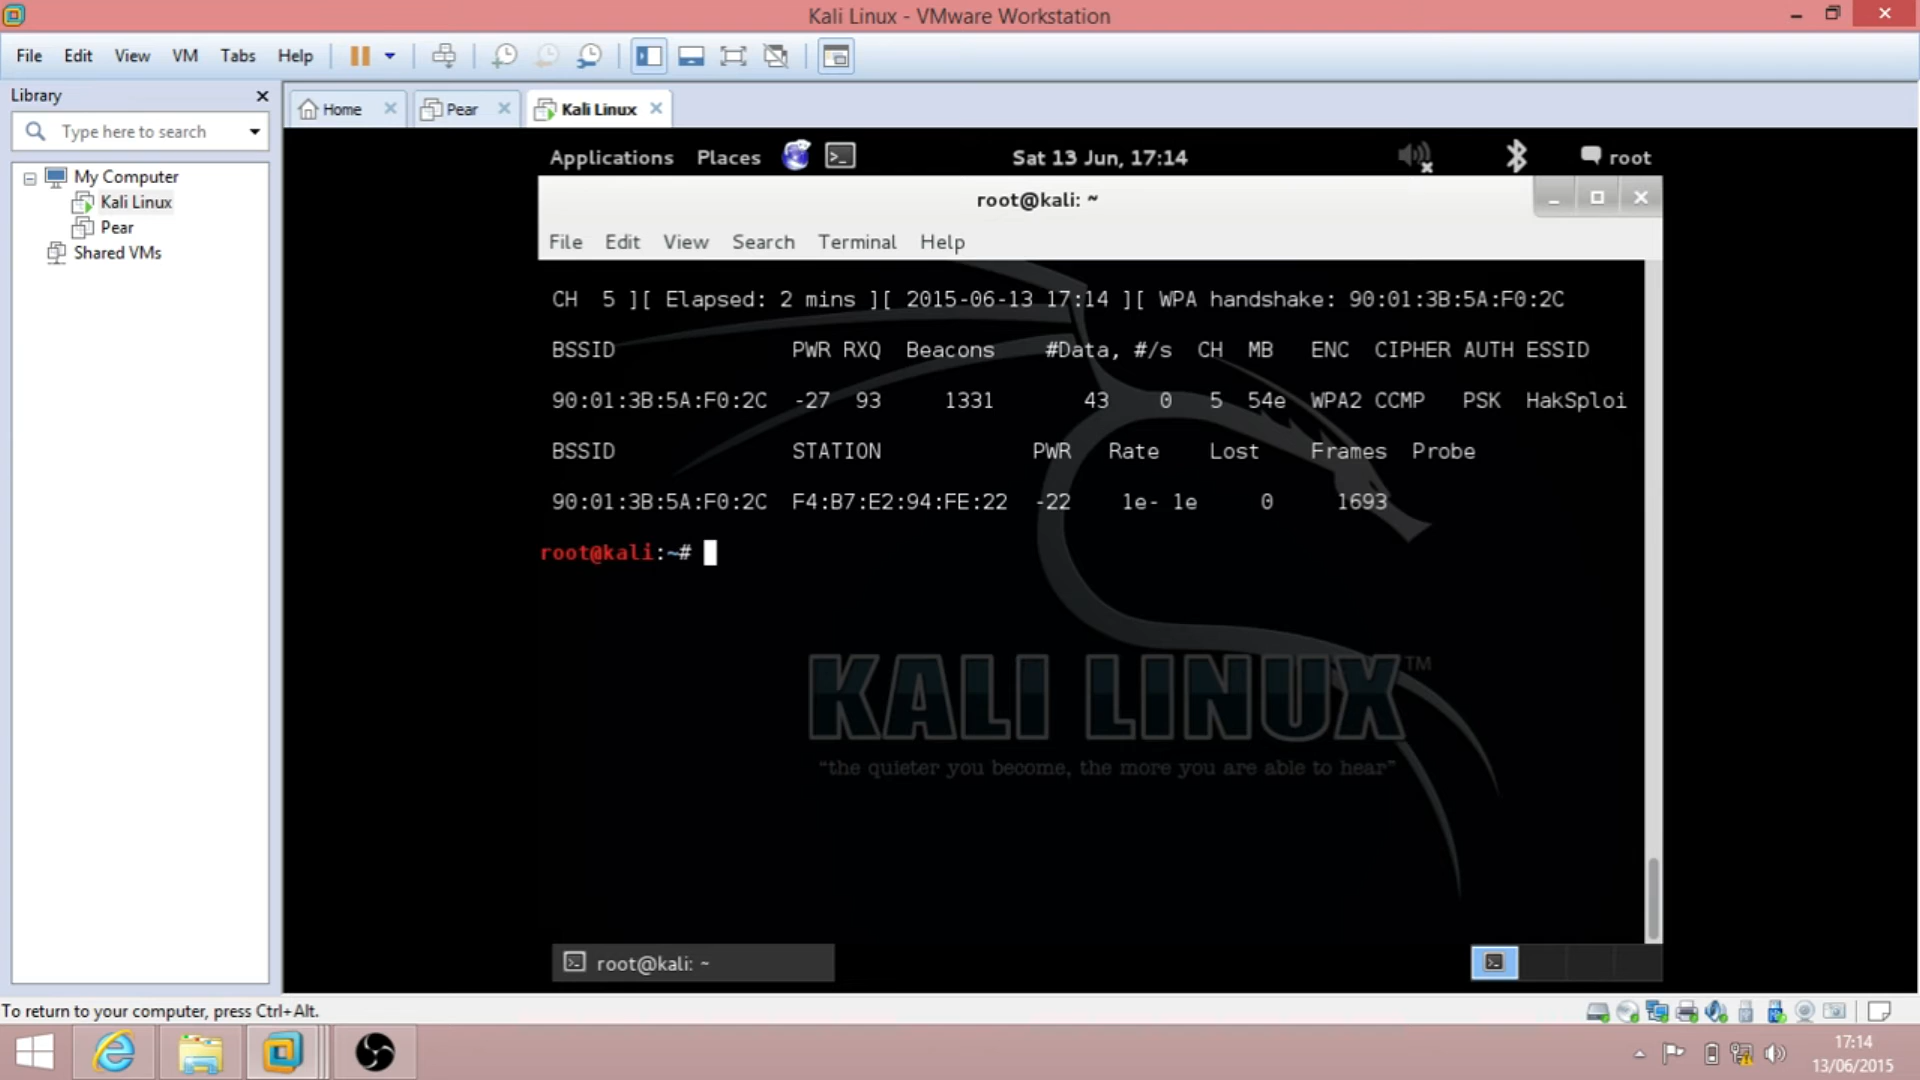 Kali Linux - VMware Workstation
File Edit View VM Tabs Help
Library
Type here to search
My Computer
Kali Linux
Pear
Shared VMs
Home Pear Kali Linux
Applications Places Sat 13 Jun, 17:14 root
root@kali: ~
File Edit View Search Terminal Help
CH 5 ][ Elapsed: 2 mins ][ 2015-06-13 17:14 ][ WPA handshake: 90:01:3B:5A:F0:2C
BSSID PWR RXQ Beacons #Data, #/s CH MB ENC CIPHER AUTH ESSID
90:01:3B:5A:F0:2C -27 93 1331 43 0 5 54e WPA2 CCMP PSK HakSploi
BSSID STATION PWR Rate Lost Frames Probe
90:01:3B:5A:F0:2C F4:B7:E2:94:FE:22 -22 1e- 1e 0 1693
root@kali:~#
KALI LINUX™
“the quieter you become, the more you are able to hear”
root@kali: ~
To return to your computer, press Ctrl+Alt.
17:14
13/06/2015